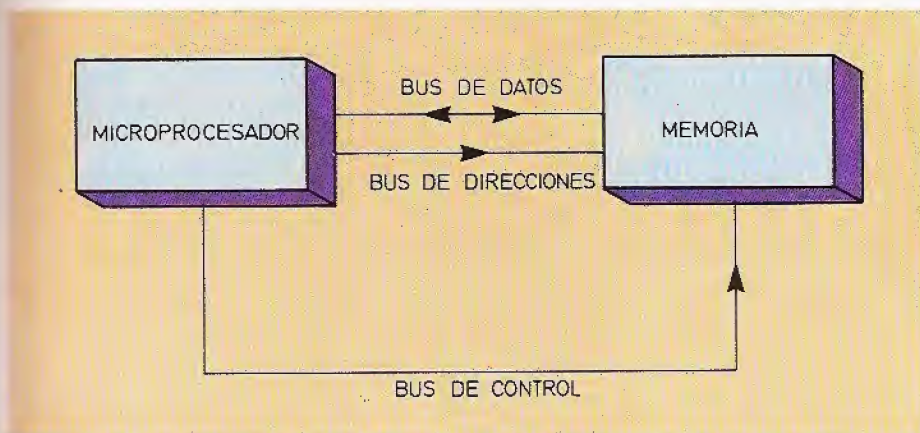 BUS DE DATOS
MICROPROCESADOR
MEMORIA
BUS DE DIRECCIONES
BUS DE CONTROL